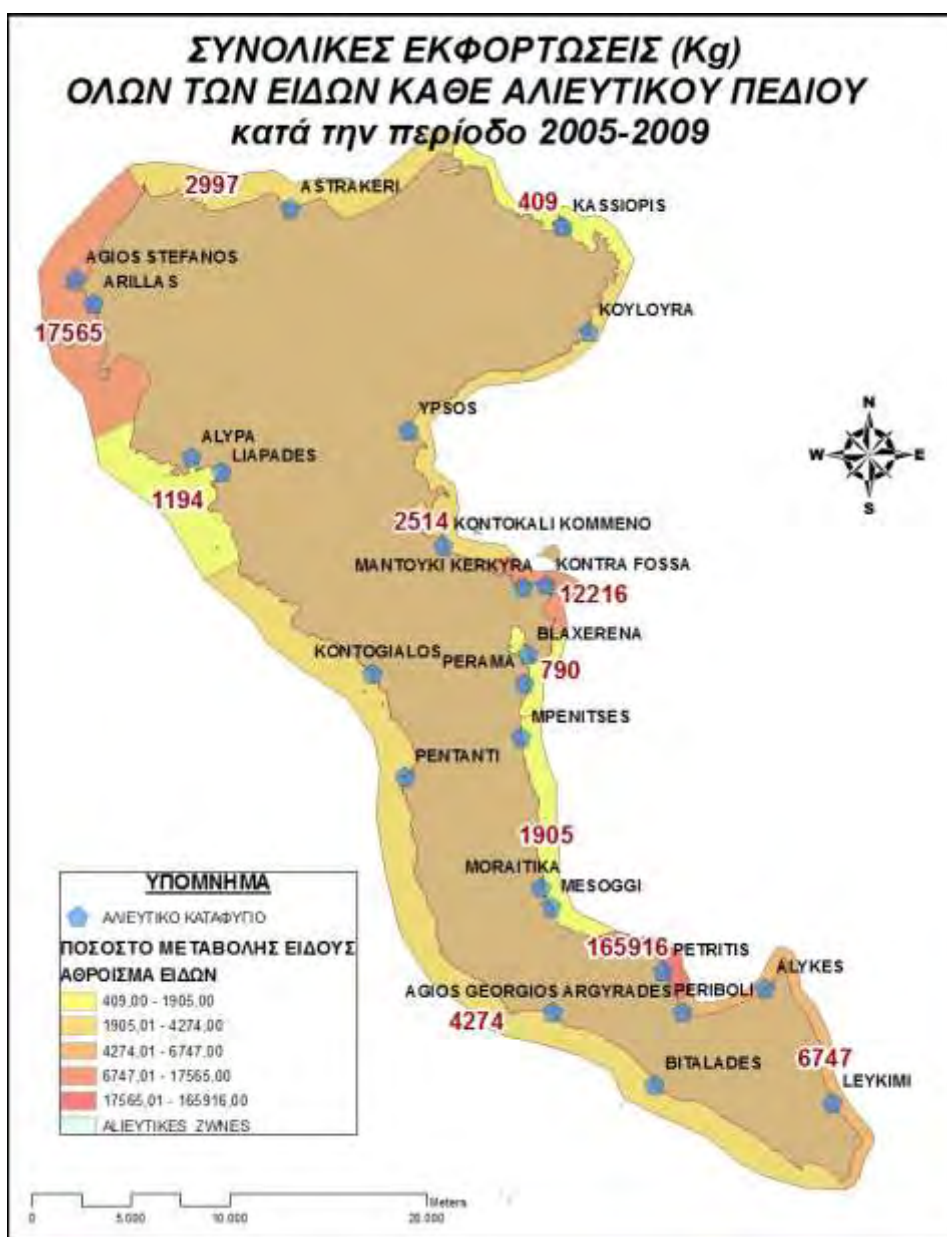 ΣΥΝΟΛΙΚΕΣ ΕΚΦΟΡΤΩΣΕΙΣ (Kg)
ΟΛΩΝ ΤΩΝ ΕΙΔΩΝ ΚΑΘΕ ΑΛΙΕΥΤΙΚΟΥ ΠΕΔΙΟΥ
κατά την περίοδο 2005-2009
2997
ASTRAKERI
409
KASSIOPIS
AGIOS STEFANOS
ARILLAS
17565
KOYLOYRA
YPSOS
ALYPA
LIAPADES
1194
N
W
E
S
2514
KONTOKALI KOMMENO
MANTOYKI KERKYRA
KONTRA FOSSA
12216
BLAXERENA
KONTOGIALOS
PERAMA
790
MPENITSES
PENTANTI
1905
MORAITIKA
MESOGGI
165916
PETRITIS
ALYKES
AGIOS GEORGIOS ARGYRADES
PERIBOLI
4274
BITALADES
6747
LEYKIMI
ΥΠΟΜΝΗΜΑ
ΑΛΙΕΥΤΙΚΟ ΚΑΤΑΦΥΓΙΟ
ΠΟΣΟΣΤΟ ΜΕΤΑΒΟΛΗΣ ΕΙΔΟΥΣ
ΑΘΡΟΙΣΜΑ ΕΙΔΩΝ
409,00 - 1905,00
1905,01 - 4274,00
4274,01 - 6747,00
6747,01 - 17565,00
17565,01 - 165916,00
ALIEYTIKES ZWNES
Meters
0
5.000
10.000
20.000